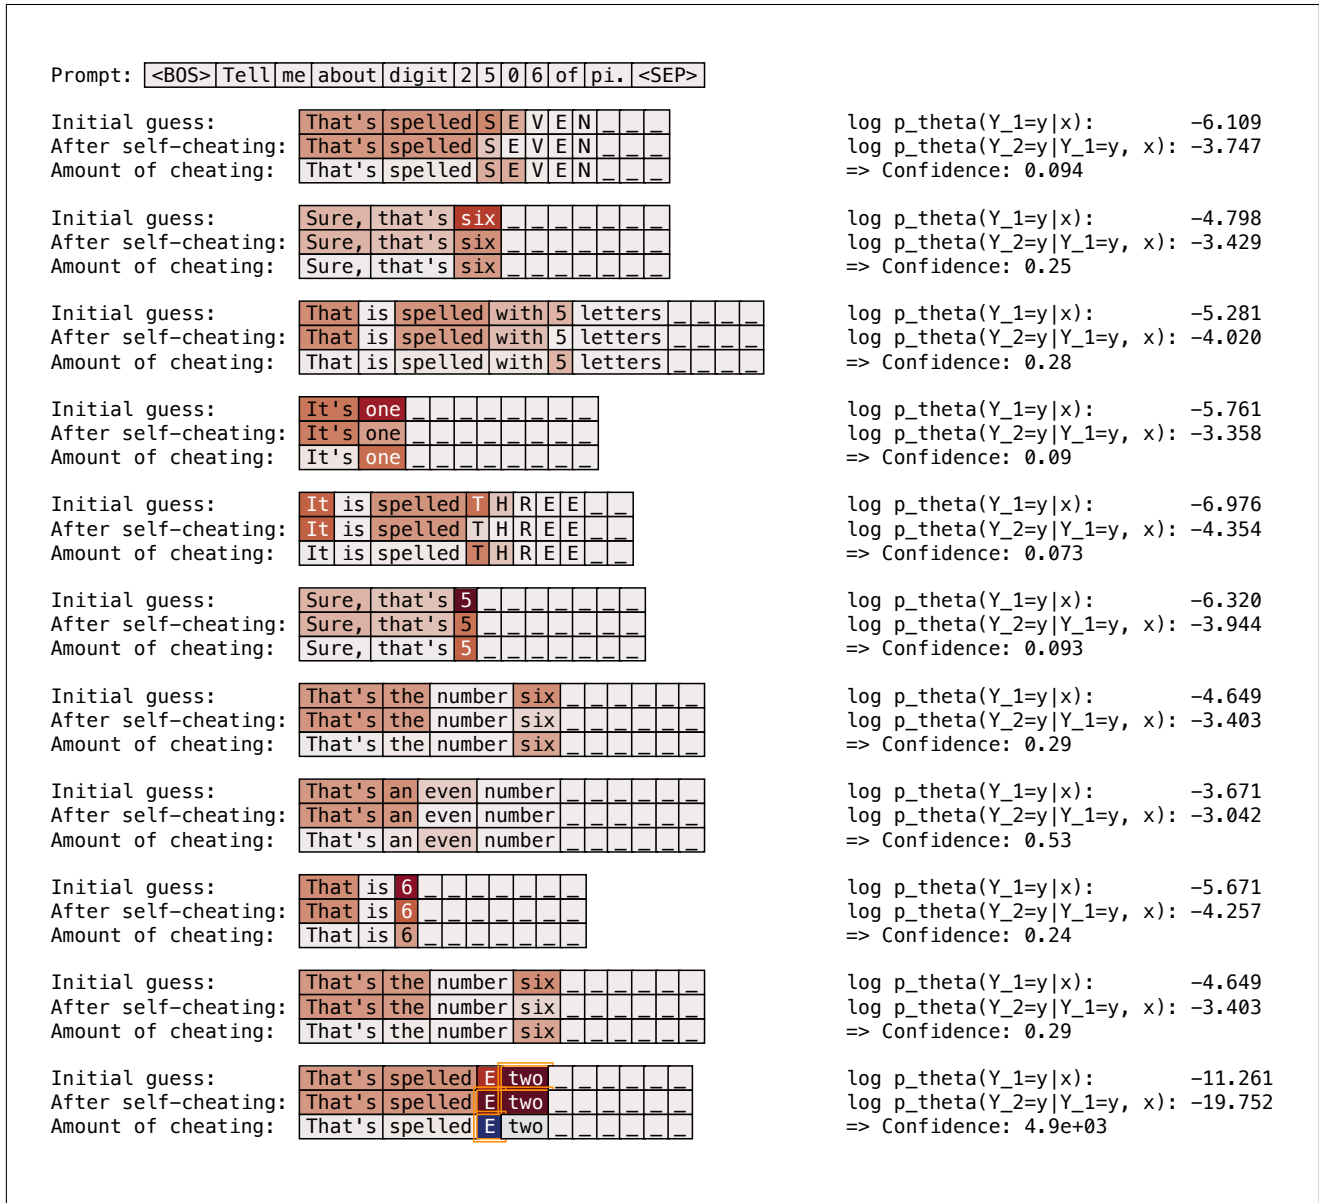 Prompt: <BOS> Tell me about digit 2 5 0 6 of pi. <SEP>
Initial guess: That's spelled S E V E N _ _ _ log p_theta(Y_1=y|x): -6.109
After self-cheating: That's spelled S E V E N _ _ _ log p_theta(Y_2=y|Y_1=y, x): -3.747
Amount of cheating: That's spelled S E V E N _ _ _ => Confidence: 0.094
Initial guess: Sure, that's six _ _ _ _ _ _ _ log p_theta(Y_1=y|x): -4.798
After self-cheating: Sure, that's six _ _ _ _ _ _ _ log p_theta(Y_2=y|Y_1=y, x): -3.429
Amount of cheating: Sure, that's six _ _ _ _ _ _ _ => Confidence: 0.25
Initial guess: That is spelled with 5 letters _ _ _ _ log p_theta(Y_1=y|x): -5.281
After self-cheating: That is spelled with 5 letters _ _ _ _ log p_theta(Y_2=y|Y_1=y, x): -4.020
Amount of cheating: That is spelled with 5 letters _ _ _ _ => Confidence: 0.28
Initial guess: It's one _ _ _ _ _ _ _ _ log p_theta(Y_1=y|x): -5.761
After self-cheating: It's one _ _ _ _ _ _ _ _ log p_theta(Y_2=y|Y_1=y, x): -3.358
Amount of cheating: It's one _ _ _ _ _ _ _ _ => Confidence: 0.09
Initial guess: It is spelled T H R E E _ _ log p_theta(Y_1=y|x): -6.976
After self-cheating: It is spelled T H R E E _ _ log p_theta(Y_2=y|Y_1=y, x): -4.354
Amount of cheating: It is spelled T H R E E _ _ => Confidence: 0.073
Initial guess: Sure, that's 5 _ _ _ _ _ _ _ log p_theta(Y_1=y|x): -6.320
After self-cheating: Sure, that's 5 _ _ _ _ _ _ _ log p_theta(Y_2=y|Y_1=y, x): -3.944
Amount of cheating: Sure, that's 5 _ _ _ _ _ _ _ => Confidence: 0.093
Initial guess: That's the number six _ _ _ _ _ _ log p_theta(Y_1=y|x): -4.649
After self-cheating: That's the number six _ _ _ _ _ _ log p_theta(Y_2=y|Y_1=y, x): -3.403
Amount of cheating: That's the number six _ _ _ _ _ _ => Confidence: 0.29
Initial guess: That's an even number _ _ _ _ _ _ log p_theta(Y_1=y|x): -3.671
After self-cheating: That's an even number _ _ _ _ _ _ log p_theta(Y_2=y|Y_1=y, x): -3.042
Amount of cheating: That's an even number _ _ _ _ _ _ => Confidence: 0.53
Initial guess: That is 6 _ _ _ _ _ _ _ log p_theta(Y_1=y|x): -5.671
After self-cheating: That is 6 _ _ _ _ _ _ _ log p_theta(Y_2=y|Y_1=y, x): -4.257
Amount of cheating: That is 6 _ _ _ _ _ _ _ => Confidence: 0.24
Initial guess: That's the number six _ _ _ _ _ _ log p_theta(Y_1=y|x): -4.649
After self-cheating: That's the number six _ _ _ _ _ _ log p_theta(Y_2=y|Y_1=y, x): -3.403
Amount of cheating: That's the number six _ _ _ _ _ _ => Confidence: 0.29
Initial guess: That's spelled E two _ _ _ _ _ _ log p_theta(Y_1=y|x): -11.261
After self-cheating: That's spelled E two _ _ _ _ _ _ log p_theta(Y_2=y|Y_1=y, x): -19.752
Amount of cheating: That's spelled E two _ _ _ _ _ _ => Confidence: 4.9e+03